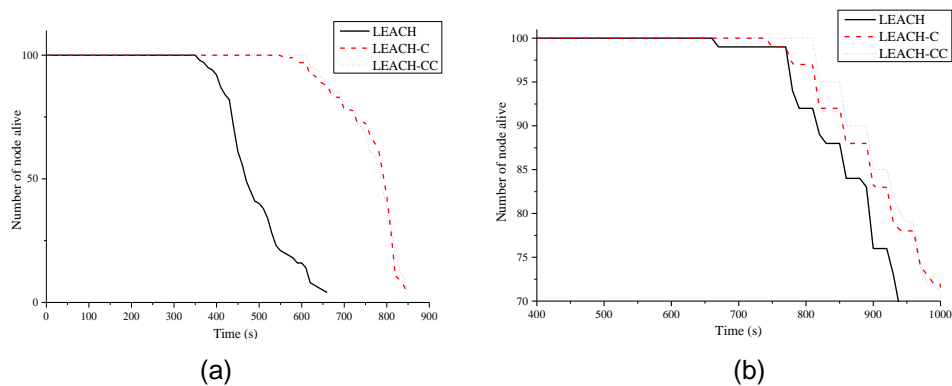 LEACH
LEACH-C
LEACH-CC
100
50
0
Number of node alive
0 100 200 300 400 500 600 700 800 900
Time (s)
(a)
LEACH
LEACH-C
LEACH-CC
100
95
90
85
80
75
70
Number of node alive
400 500 600 700 800 900 1000
Time (s)
(b)